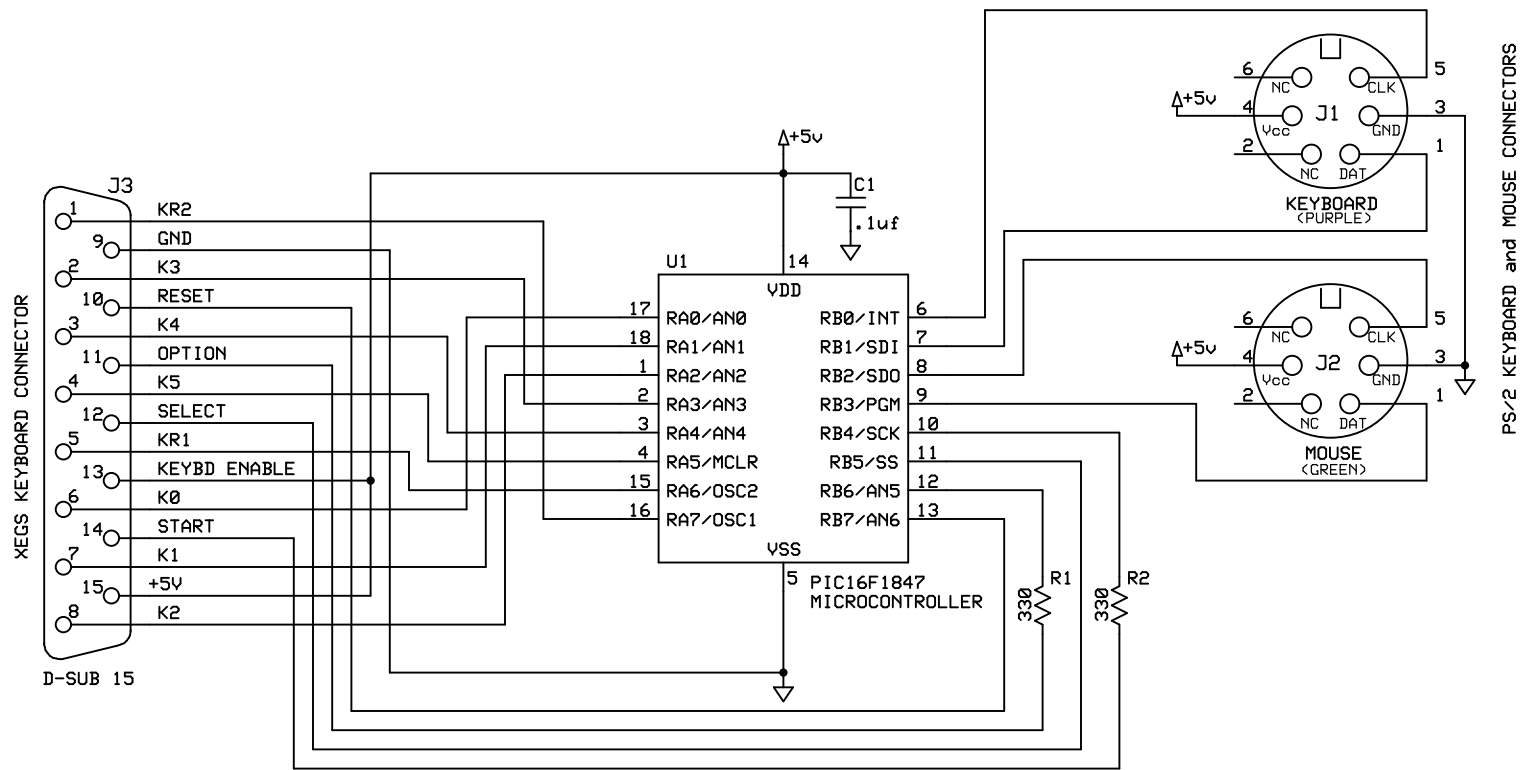 XEGS KEYBOARD CONNECTOR
J3
1 KR2
9 GND
2 K3
10 RESET
3 K4
11 OPTION
4 K5
12 SELECT
5 KR1
13 KEYBD ENABLE
6 K0
14 START
7 K1
15 +5V
8 K2
D-SUB 15
+5v
C1
.1uf
U1
14
VDD
17 RA0/AN0
18 RA1/AN1
1 RA2/AN2
2 RA3/AN3
3 RA4/AN4
4 RA5/MCLR
15 RA6/OSC2
16 RA7/OSC1
RB0/INT 6
RB1/SDI 7
RB2/SDO 8
RB3/PGM 9
RB4/SCK 10
RB5/SS 11
RB6/AN5 12
RB7/AN6 13
VSS
5
PIC16F1847
MICROCONTROLLER
R1
330
R2
330
6 NC CLK 5
+5v
4 Vcc J1 GND 3
2 NC DAT 1
KEYBOARD
(PURPLE)
6 NC CLK 5
+5v
4 Vcc J2 GND 3
2 NC DAT 1
MOUSE
(GREEN)
PS/2 KEYBOARD and MOUSE CONNECTORS